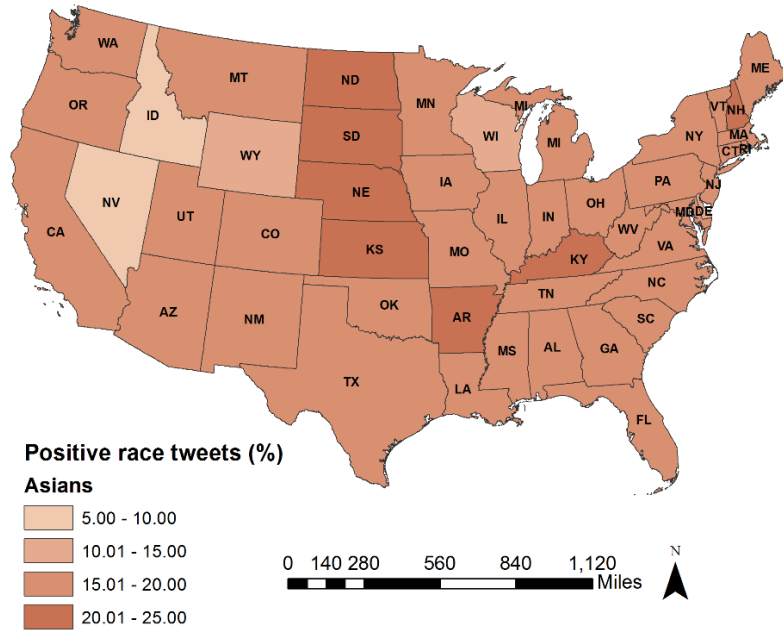 WA
MT
ND
MN
ME
OR
ID
SD
WI
MI
MI
VT
NH
NY
MA
WY
CT
RI
NV
NE
IA
PA
NJ
UT
CO
IL
IN
OH
MD
DE
CA
KS
MO
WV
VA
KY
AZ
NM
OK
AR
TN
NC
SC
TX
LA
MS
AL
GA
FL
Positive race tweets (%)
Asians
5.00 - 10.00
10.01 - 15.00
15.01 - 20.00
20.01 - 25.00
0 140 280 560 840 1,120
Miles
N